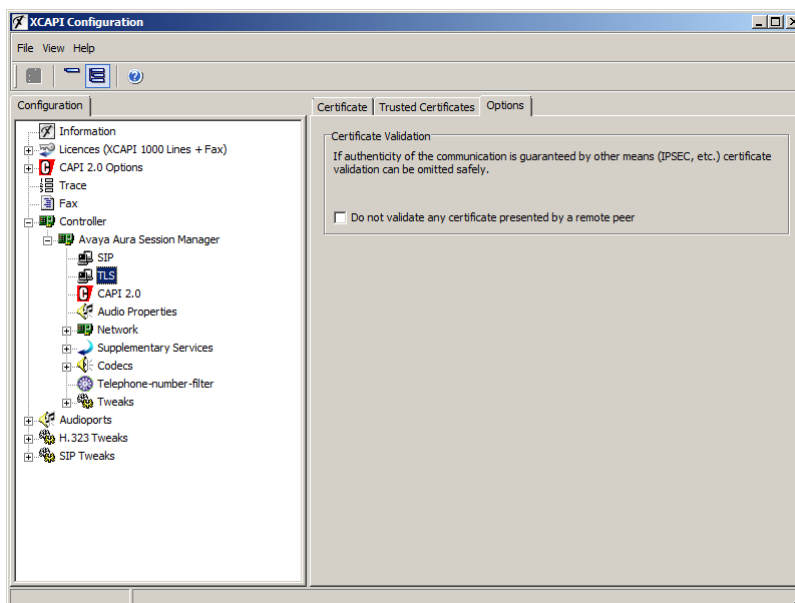 XCAPI Configuration
File View Help
Configuration
Information
Licences (XCAPI 1000 Lines + Fax)
CAPI 2.0 Options
Trace
Fax
Controller
Avaya Aura Session Manager
SIP
TLS
CAPI 2.0
Audio Properties
Network
Supplementary Services
Codecs
Telephone-number-filter
Tweaks
Audioports
H.323 Tweaks
SIP Tweaks
Certificate Trusted Certificates Options
Certificate Validation
If authenticity of the communication is guaranteed by other means (IPSEC, etc.) certificate
validation can be omitted safely.
Do not validate any certificate presented by a remote peer